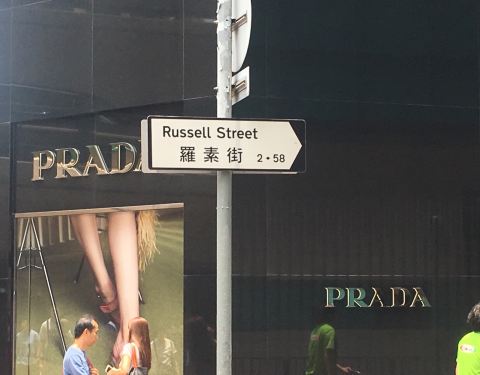 PRADA
Russell Street
羅素街 2•58
PRADA